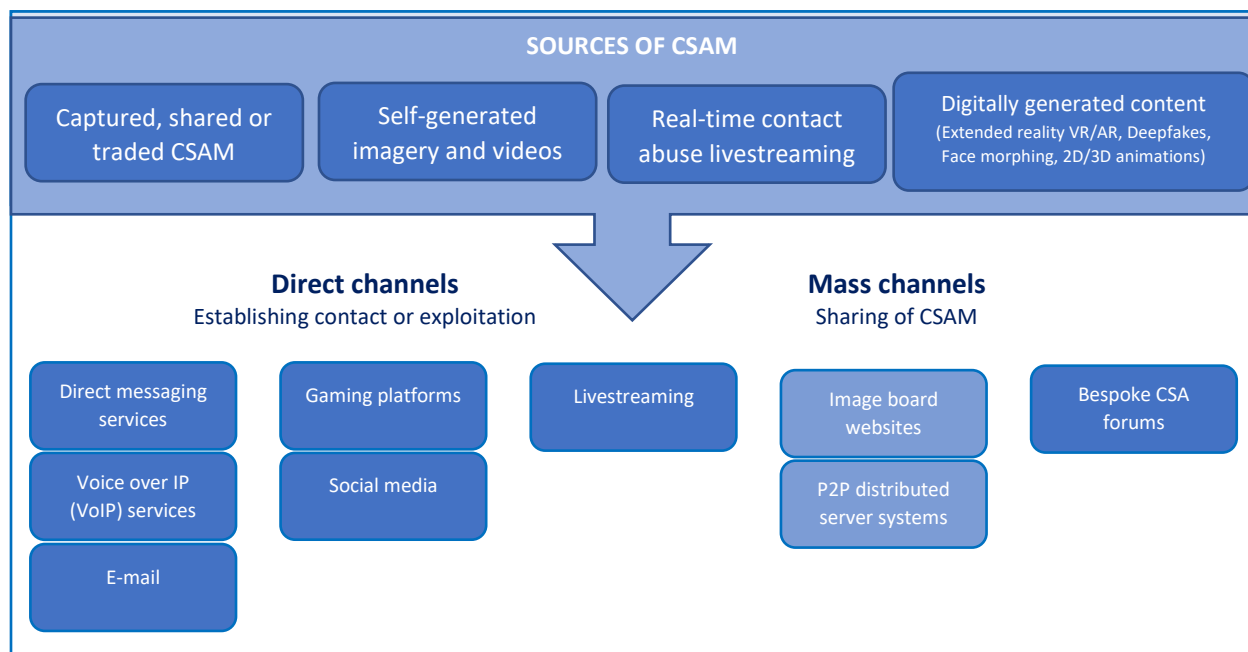 SOURCES OF CSAM
Captured, shared or
traded CSAM
Self-generated
imagery and videos
Real-time contact
abuse livestreaming
Digitally generated content
(Extended reality VR/AR, Deepfakes,
Face morphing, 2D/3D animations)
Direct channels
Establishing contact or exploitation
Mass channels
Sharing of CSAM
Direct messaging
services
Voice over IP
(VoIP) services
E-mail
Gaming platforms
Social media
Livestreaming
Image board
websites
P2P distributed
server systems
Bespoke CSA
forums